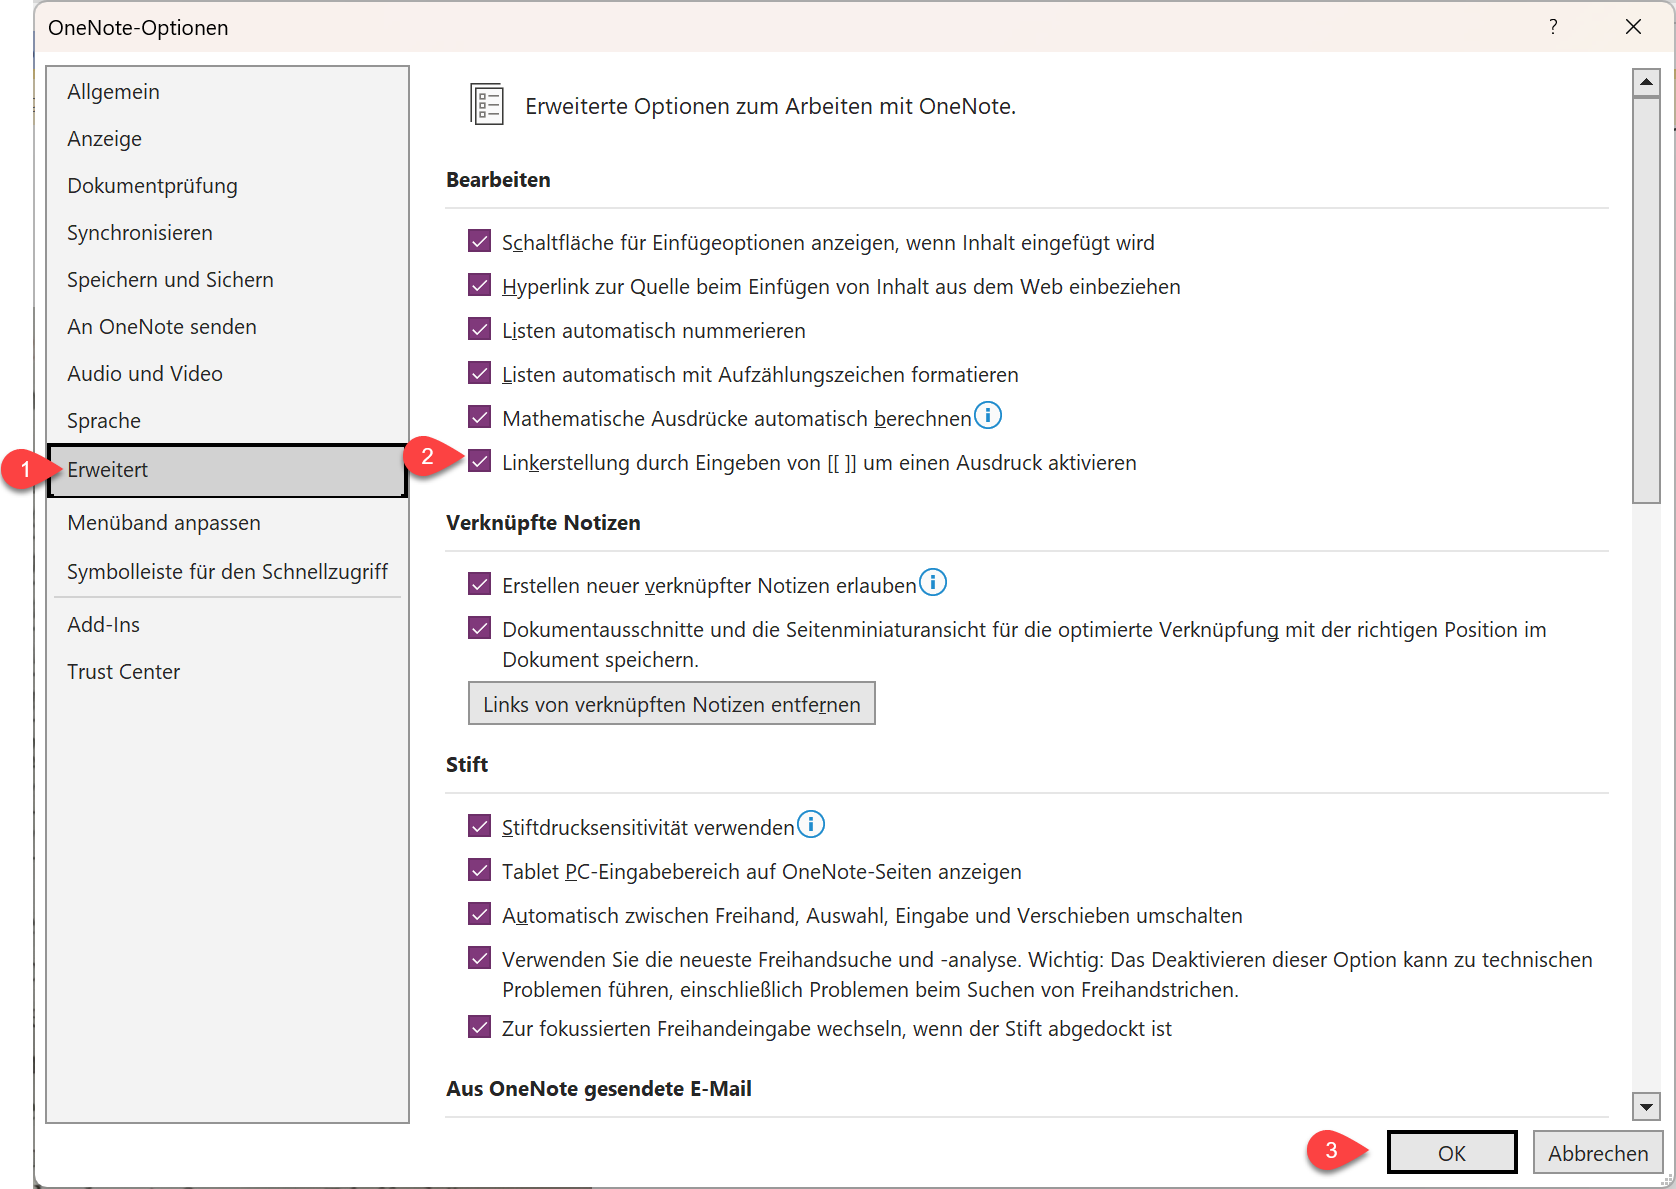 OneNote-Optionen
?
Allgemein
Anzeige
Dokumentprüfung
Synchronisieren
Speichern und Sichern
An OneNote senden
Audio und Video
Sprache
1
Erweitert
Menüband anpassen
Symbolleiste für den Schnellzugriff
Add-Ins
Trust Center
Erweiterte Optionen zum Arbeiten mit OneNote.
Bearbeiten
Schaltfläche für Einfügeoptionen anzeigen, wenn Inhalt eingefügt wird
Hyperlink zur Quelle beim Einfügen von Inhalt aus dem Web einbeziehen
Listen automatisch nummerieren
Listen automatisch mit Aufzählungszeichen formatieren
Mathematische Ausdrücke automatisch berechnen
2
Linkerstellung durch Eingeben von [[ ]] um einen Ausdruck aktivieren
Verknüpfte Notizen
Erstellen neuer verknüpfter Notizen erlauben
Dokumentausschnitte und die Seitenminiaturansicht für die optimierte Verknüpfung mit der richtigen Position im
Dokument speichern.
Links von verknüpften Notizen entfernen
Stift
Stiftdrucksensitivität verwenden
Tablet PC-Eingabebereich auf OneNote-Seiten anzeigen
Automatisch zwischen Freihand, Auswahl, Eingabe und Verschieben umschalten
Verwenden Sie die neueste Freihandsuche und -analyse. Wichtig: Das Deaktivieren dieser Option kann zu technischen
Problemen führen, einschließlich Problemen beim Suchen von Freihandstrichen.
Zur fokussierten Freihandeingabe wechseln, wenn der Stift abgedockt ist
Aus OneNote gesendete E-Mail
3
OK
Abbrechen